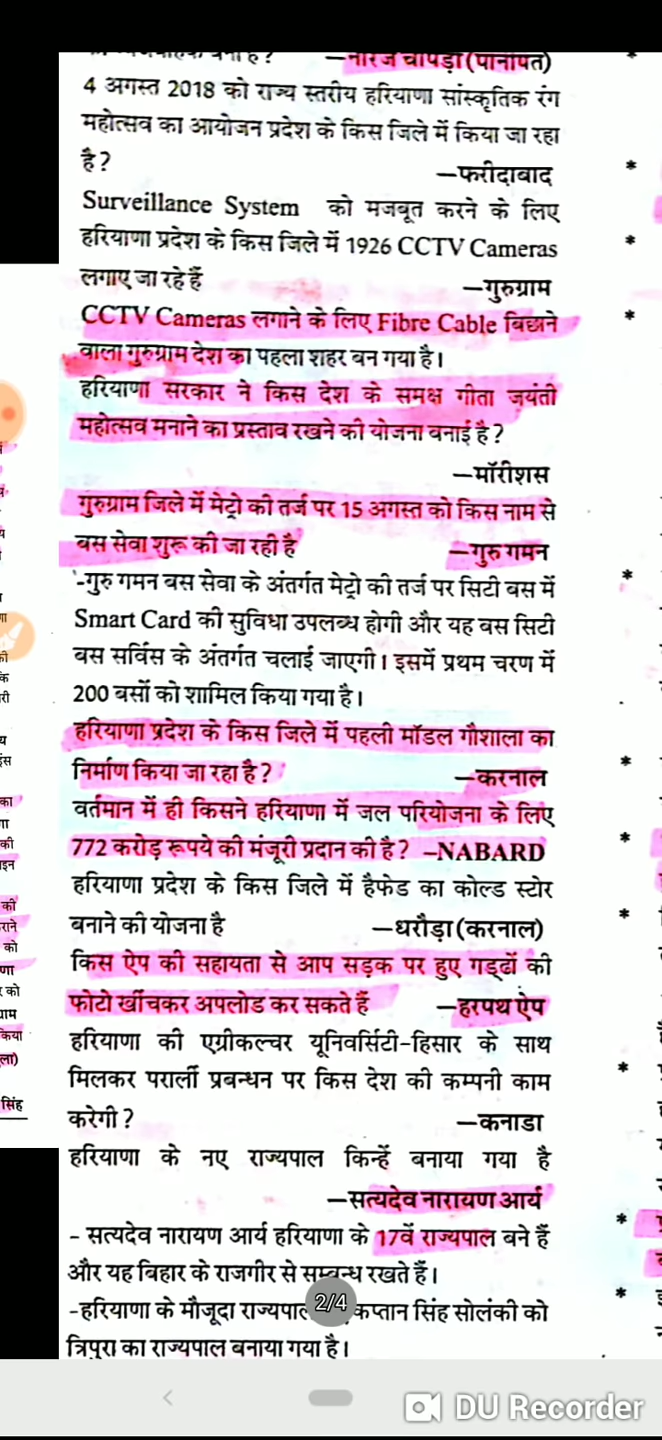 —नीरज चोपड़ा (पानीपत)
4 अगस्त 2018 को राज्य स्तरीय हरियाणा सांस्कृतिक रंग
महोत्सव का आयोजन प्रदेश के किस जिले में किया जा रहा
है?
—फरीदाबाद
Surveillance System को मजबूत करने के लिए
हरियाणा प्रदेश के किस जिले में 1926 CCTV Cameras
लगाए जा रहे हैं
—गुरुग्राम
CCTV Cameras लगाने के लिए Fibre Cable बिछाने
वाला गुरुग्राम देश का पहला शहर बन गया है।
हरियाणा सरकार ने किस देश के समक्ष गीता जयंती
महोत्सव मनाने का प्रस्ताव रखने की योजना बनाई है?
—मॉरीशस
गुरुग्राम जिले में मेट्रो की तर्ज पर 15 अगस्त को किस नाम से
बस सेवा शुरू की जा रही है —गुरु गमन
-गुरु गमन बस सेवा के अंतर्गत मेट्रो की तर्ज पर सिटी बस में
Smart Card की सुविधा उपलब्ध होगी और यह बस सिटी
बस सर्विस के अंतर्गत चलाई जाएगी। इसमें प्रथम चरण में
200 बसों को शामिल किया गया है।
हरियाणा प्रदेश के किस जिले में पहली मॉडल गौशाला का
निर्माण किया जा रहा है? —करनाल
वर्तमान में ही किसने हरियाणा में जल परियोजना के लिए
772 करोड़ रूपये की मंजूरी प्रदान की है? —NABARD
हरियाणा प्रदेश के किस जिले में हैफेड का कोल्ड स्टोर
बनाने की योजना है —धरौड़ा (करनाल)
किस ऐप की सहायता से आप सड़क पर हुए गड्ढों की
फोटो खींचकर अपलोड कर सकते हैं —हरपथ ऐप
हरियाणा की एग्रीकल्चर यूनिवर्सिटी-हिसार के साथ
मिलकर पराली प्रबन्धन पर किस देश की कम्पनी काम
करेगी? —कनाडा
हरियाणा के नए राज्यपाल किन्हें बनाया गया है
—सत्यदेव नारायण आर्य
- सत्यदेव नारायण आर्य हरियाणा के 17वें राज्यपाल बने हैं
और यह बिहार के राजगीर से सम्बन्ध रखते हैं।
-हरियाणा के मौजूदा राज्यपाल कप्तान सिंह सोलंकी को
2/4
त्रिपुरा का राज्यपाल बनाया गया है।
सिंह
DU Recorder